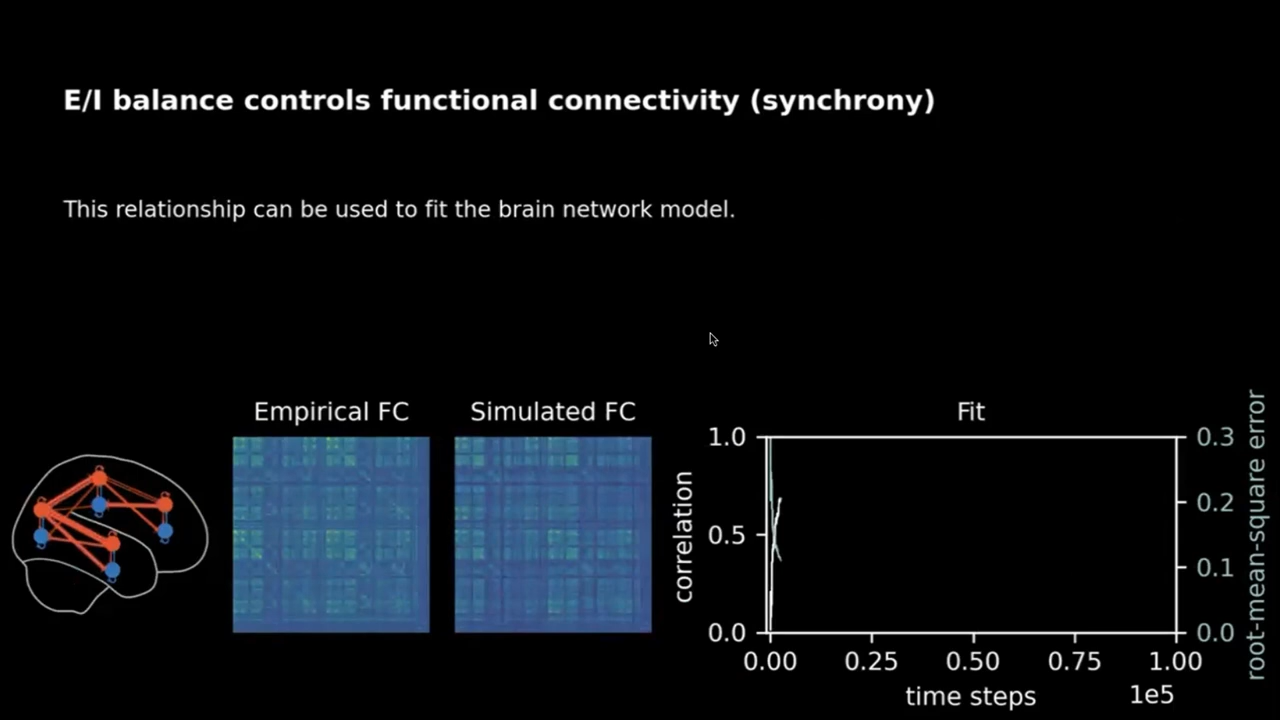 E/I balance controls functional connectivity (synchrony)
This relationship can be used to fit the brain network model.
Empirical FC
Simulated FC
Fit
correlation
1.0
0.5
0.0
0.3
0.2
0.1
0.0
root-mean-square error
0.00 0.25 0.50 0.75 1.00
time steps
1e5